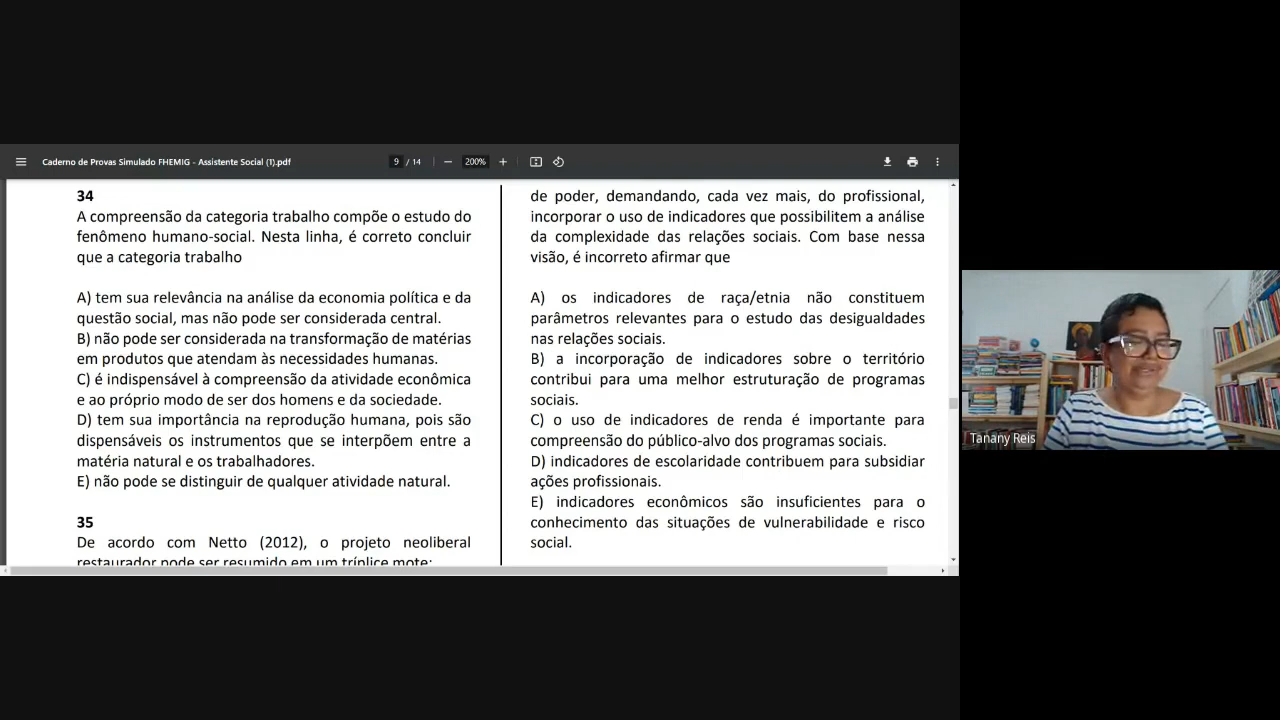 Caderno de Provas Simulado FHEMIG - Assistente Social (1).pdf
9 / 14
200%
34
A compreensão da categoria trabalho compõe o estudo do
fenômeno humano-social. Nesta linha, é correto concluir
que a categoria trabalho
A) tem sua relevância na análise da economia política e da
questão social, mas não pode ser considerada central.
B) não pode ser considerada na transformação de matérias
em produtos que atendam às necessidades humanas.
C) é indispensável à compreensão da atividade econômica
e ao próprio modo de ser dos homens e da sociedade.
D) tem sua importância na reprodução humana, pois são
dispensáveis os instrumentos que se interpõem entre a
matéria natural e os trabalhadores.
E) não pode se distinguir de qualquer atividade natural.
35
De acordo com Netto (2012), o projeto neoliberal
restaurador pode ser resumido em um tríplice mote:
de poder, demandando, cada vez mais, do profissional,
incorporar o uso de indicadores que possibilitem a análise
da complexidade das relações sociais. Com base nessa
visão, é incorreto afirmar que
A) os indicadores de raça/etnia não constituem
parâmetros relevantes para o estudo das desigualdades
nas relações sociais.
B) a incorporação de indicadores sobre o território
contribui para uma melhor estruturação de programas
sociais.
C) o uso de indicadores de renda é importante para
compreensão do público-alvo dos programas sociais.
D) indicadores de escolaridade contribuem para subsidiar
ações profissionais.
E) indicadores econômicos são insuficientes para o
conhecimento das situações de vulnerabilidade e risco
social.
Tanany Reis